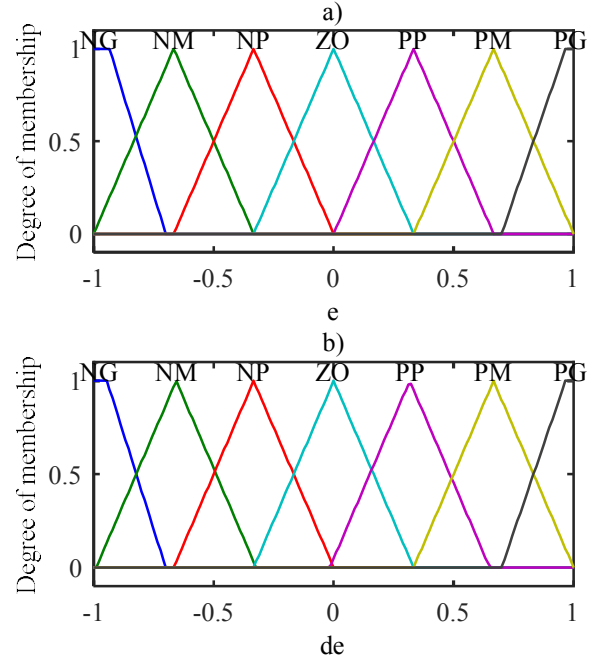 a)
NG NM NP ZO PP PM PG
1
0.5
0
Degree of membership
-1 -0.5 0 0.5 1
e
b)
NG NM NP ZO PP PM PG
1
0.5
0
Degree of membership
-1 -0.5 0 0.5 1
de